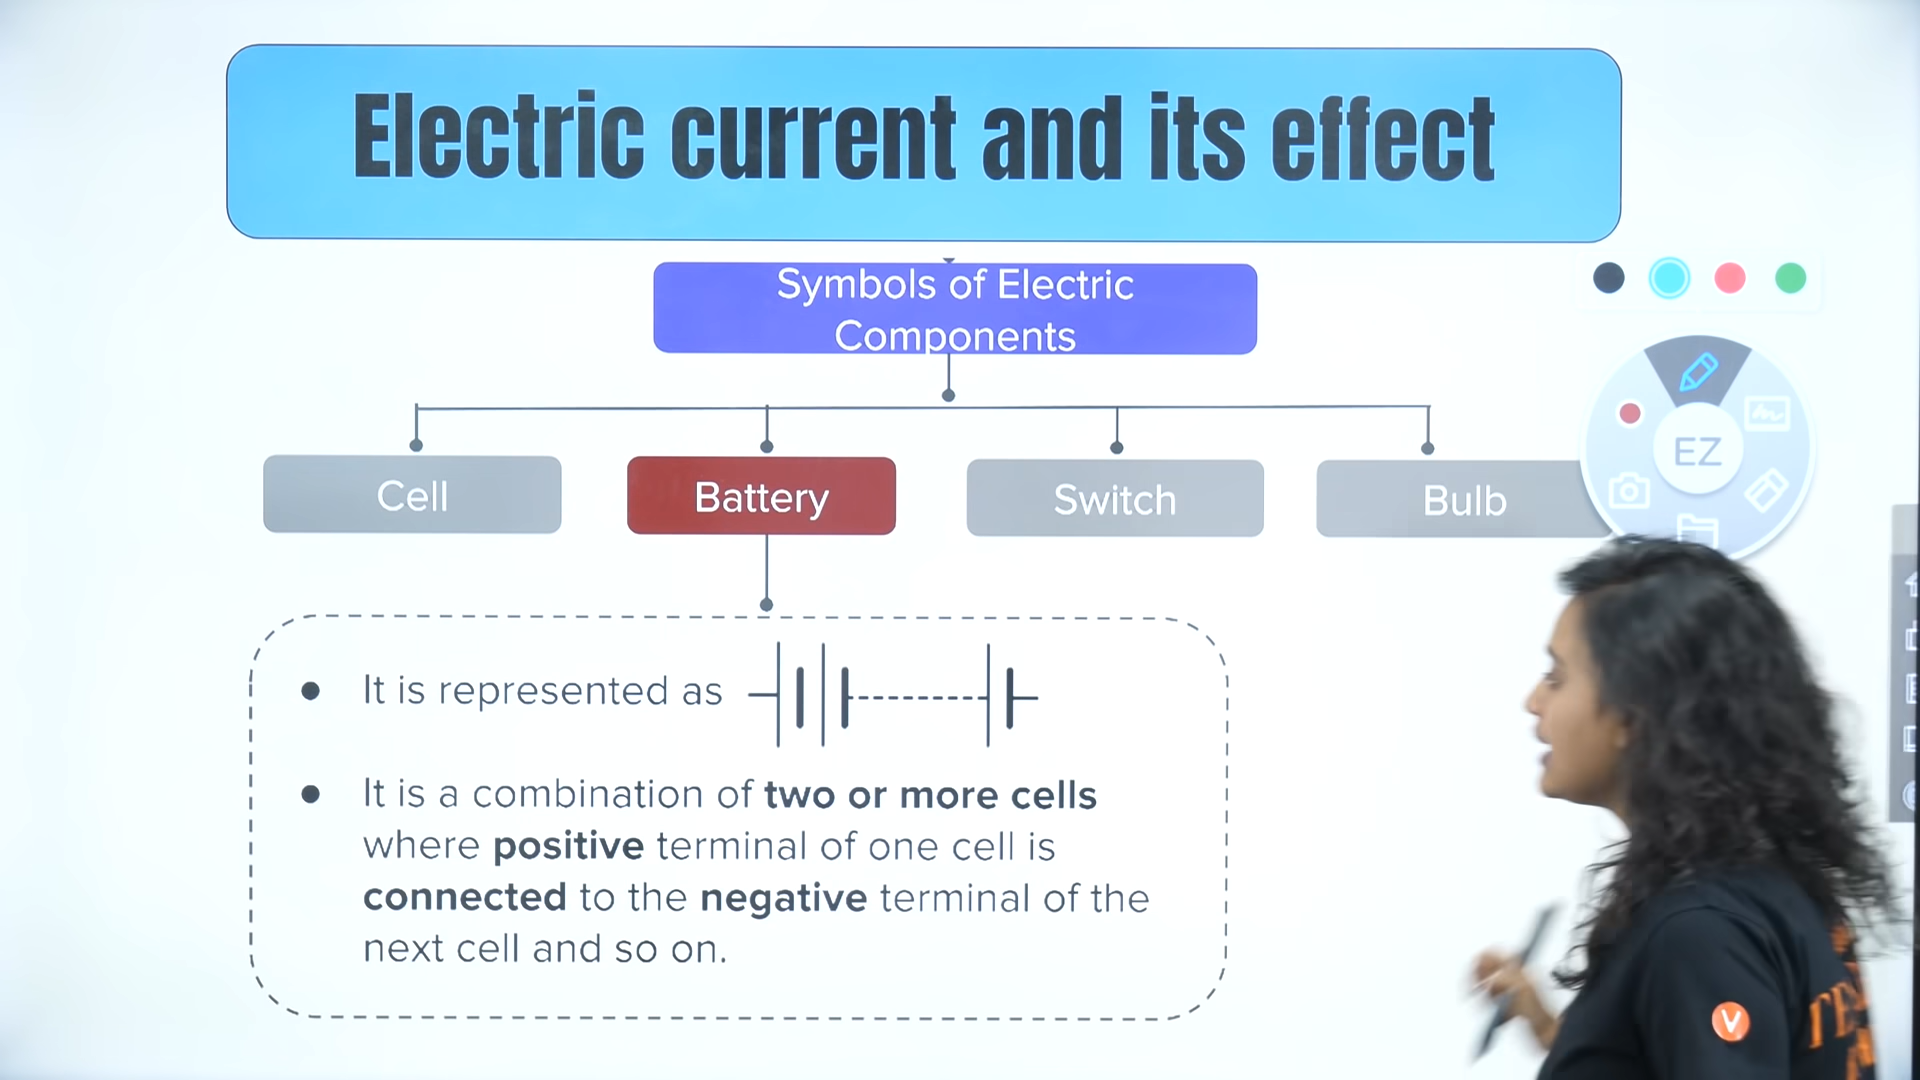 Electric current and its effect
Symbols of Electric
Components
Cell
Battery
Switch
Bulb
EZ
It is represented as
It is a combination of two or more cells
where positive terminal of one cell is
connected to the negative terminal of the
next cell and so on.
V